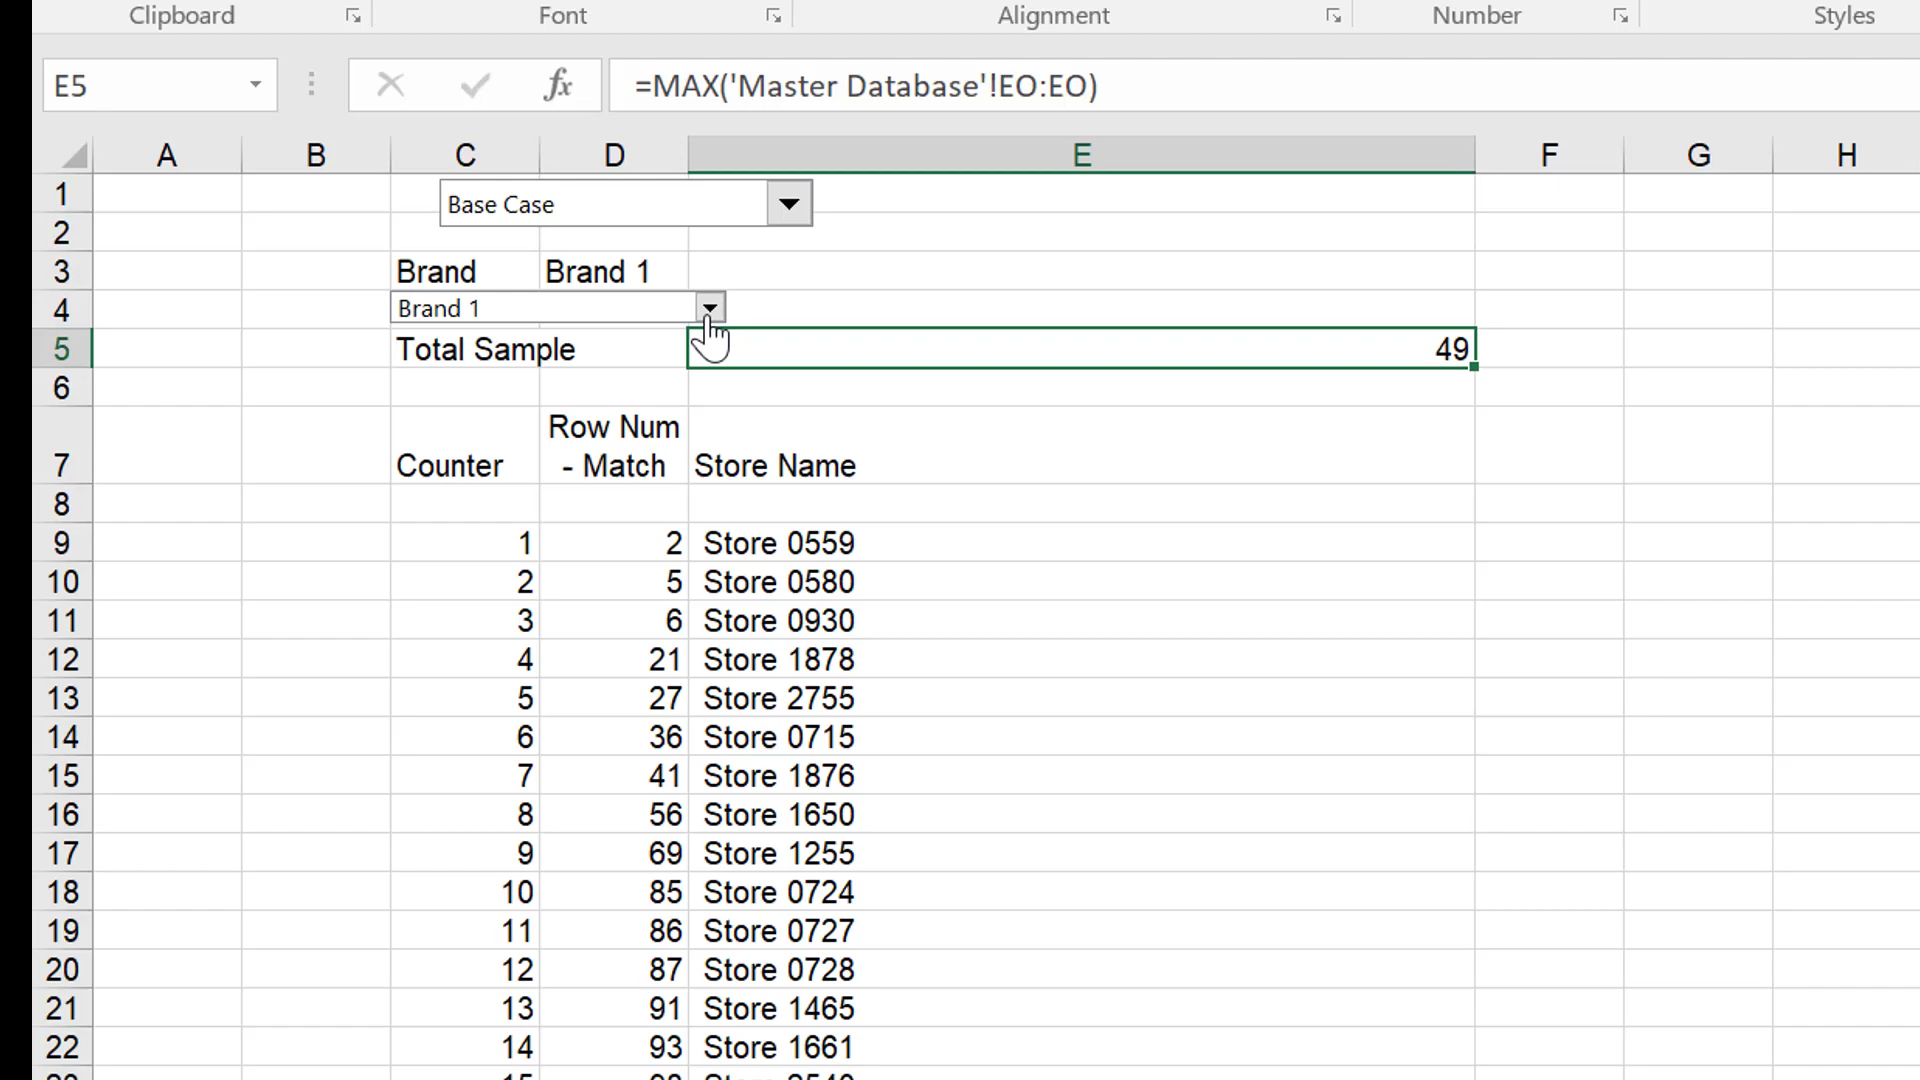 Clipboard Font Alignment Number Styles
E5 fx =MAX('Master Database'!EO:EO)
A B C D E F G H
1 Base Case
2
3 Brand Brand 1
4 Brand 1
5 Total Sample 49
6
Row Num
7 Counter - Match Store Name
8
9 1 2 Store 0559
10 2 5 Store 0580
11 3 6 Store 0930
12 4 21 Store 1878
13 5 27 Store 2755
14 6 36 Store 0715
15 7 41 Store 1876
16 8 56 Store 1650
17 9 69 Store 1255
18 10 85 Store 0724
19 11 86 Store 0727
20 12 87 Store 0728
21 13 91 Store 1465
22 14 93 Store 1661